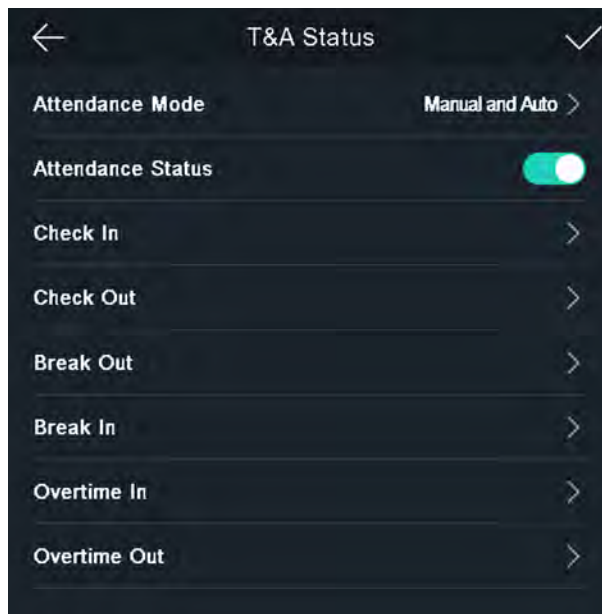 T&A Status
Attendance Mode Manual and Auto
Attendance Status
Check In
Check Out
Break Out
Break In
Overtime In
Overtime Out